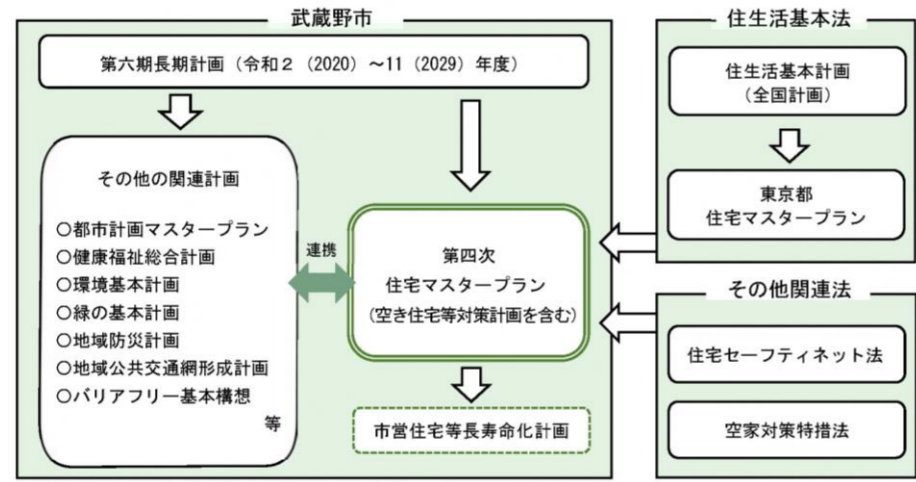 武蔵野市
第六期長期計画（令和２（2020）～11（2029）年度）
その他の関連計画
○都市計画マスタープラン
○健康福祉総合計画
○環境基本計画
○緑の基本計画
○地域防災計画
○地域公共交通網形成計画
○バリアフリー基本構想
等
連携
第四次
住宅マスタープラン
（空き住宅等対策計画を含む）
市営住宅等長寿命化計画
住生活基本法
住生活基本計画
（全国計画）
東京都
住宅マスタープラン
その他関連法
住宅セーフティネット法
空家対策特措法